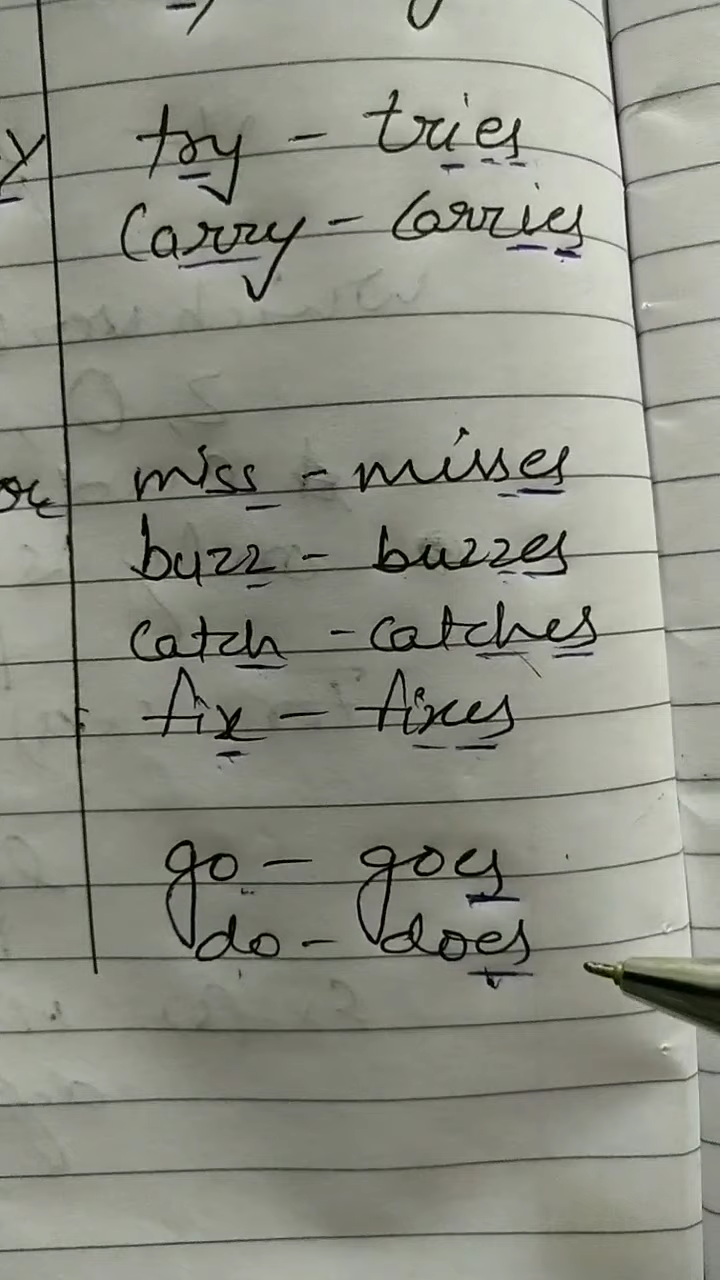 y try - tries
carry - carries
miss - misses
buzz - buzzes
catch - catches
fix - fixes
go - goes
do - does